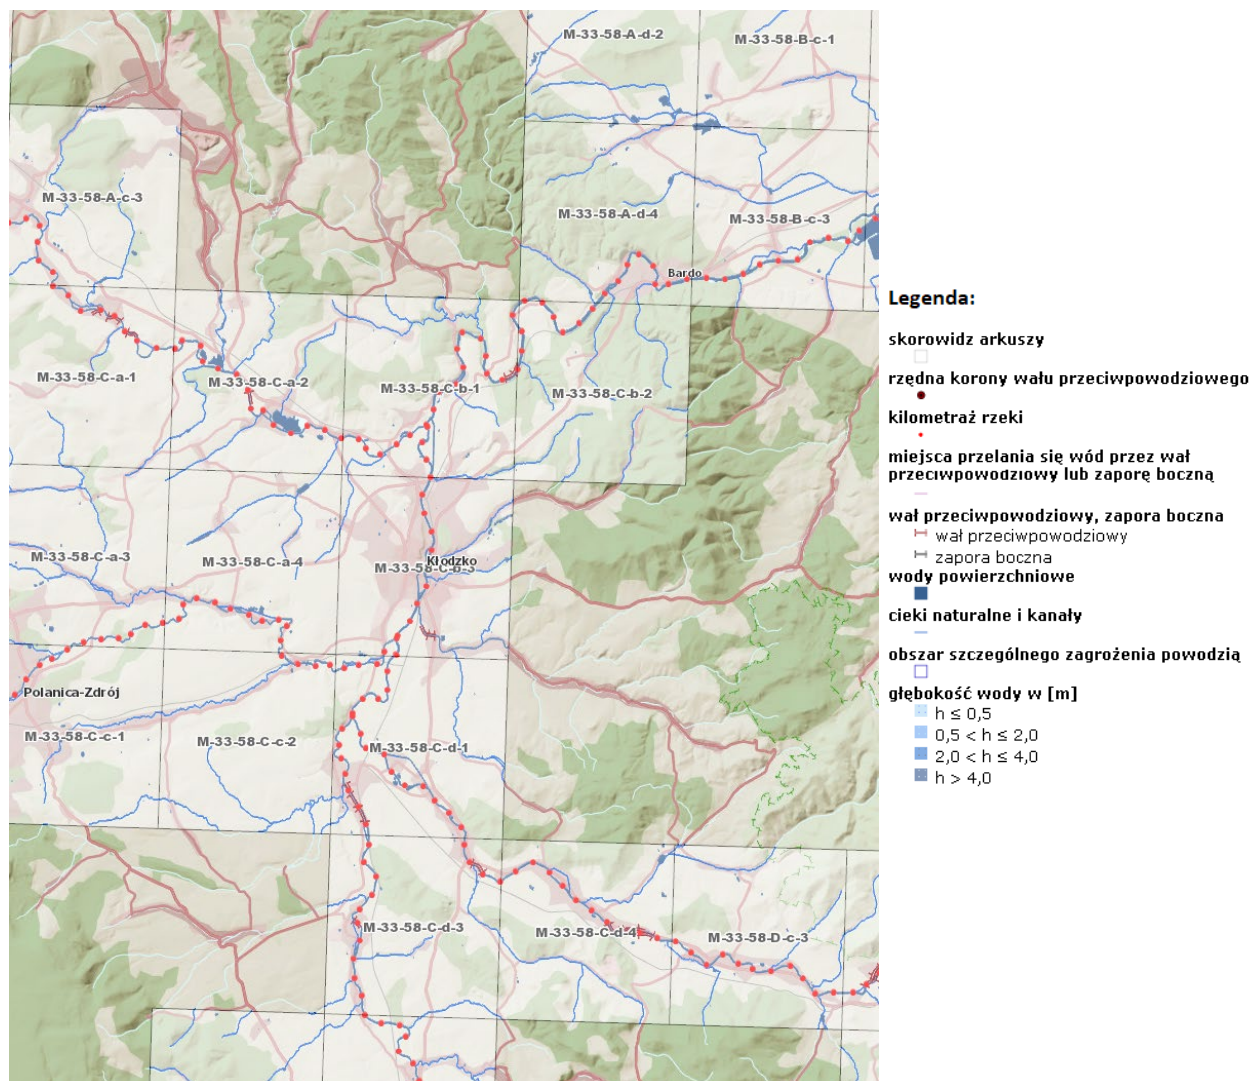 M-33-58-A-d-2
M-33-58-B-c-1
M-33-58-A-c-3
M-33-58-A-d-4
M-33-58-B-c-3
Bardo
M-33-58-C-a-1
M-33-58-C-a-2
M-33-58-C-b-1
M-33-58-C-b-2
M-33-58-C-a-3
M-33-58-C-a-4
Kłodzko
M-33-58-C-b-3
Polanica-Zdrój
M-33-58-C-c-1
M-33-58-C-c-2
M-33-58-C-d-1
M-33-58-C-d-3
M-33-58-C-d-4
M-33-58-D-c-3
Legenda:
skorowidz arkuszy
rzędna korony wału przeciwpowodziowego
kilometraż rzeki
miejsca przelania się wód przez wał
przeciwpowodziowy lub zaporę boczną
wał przeciwpowodziowy, zapora boczna
wał przeciwpowodziowy
zapora boczna
wody powierzchniowe
cieki naturalne i kanały
obszar szczególnego zagrożenia powodzią
głębokość wody w [m]
h ≤ 0,5
0,5 < h ≤ 2,0
2,0 < h ≤ 4,0
h > 4,0